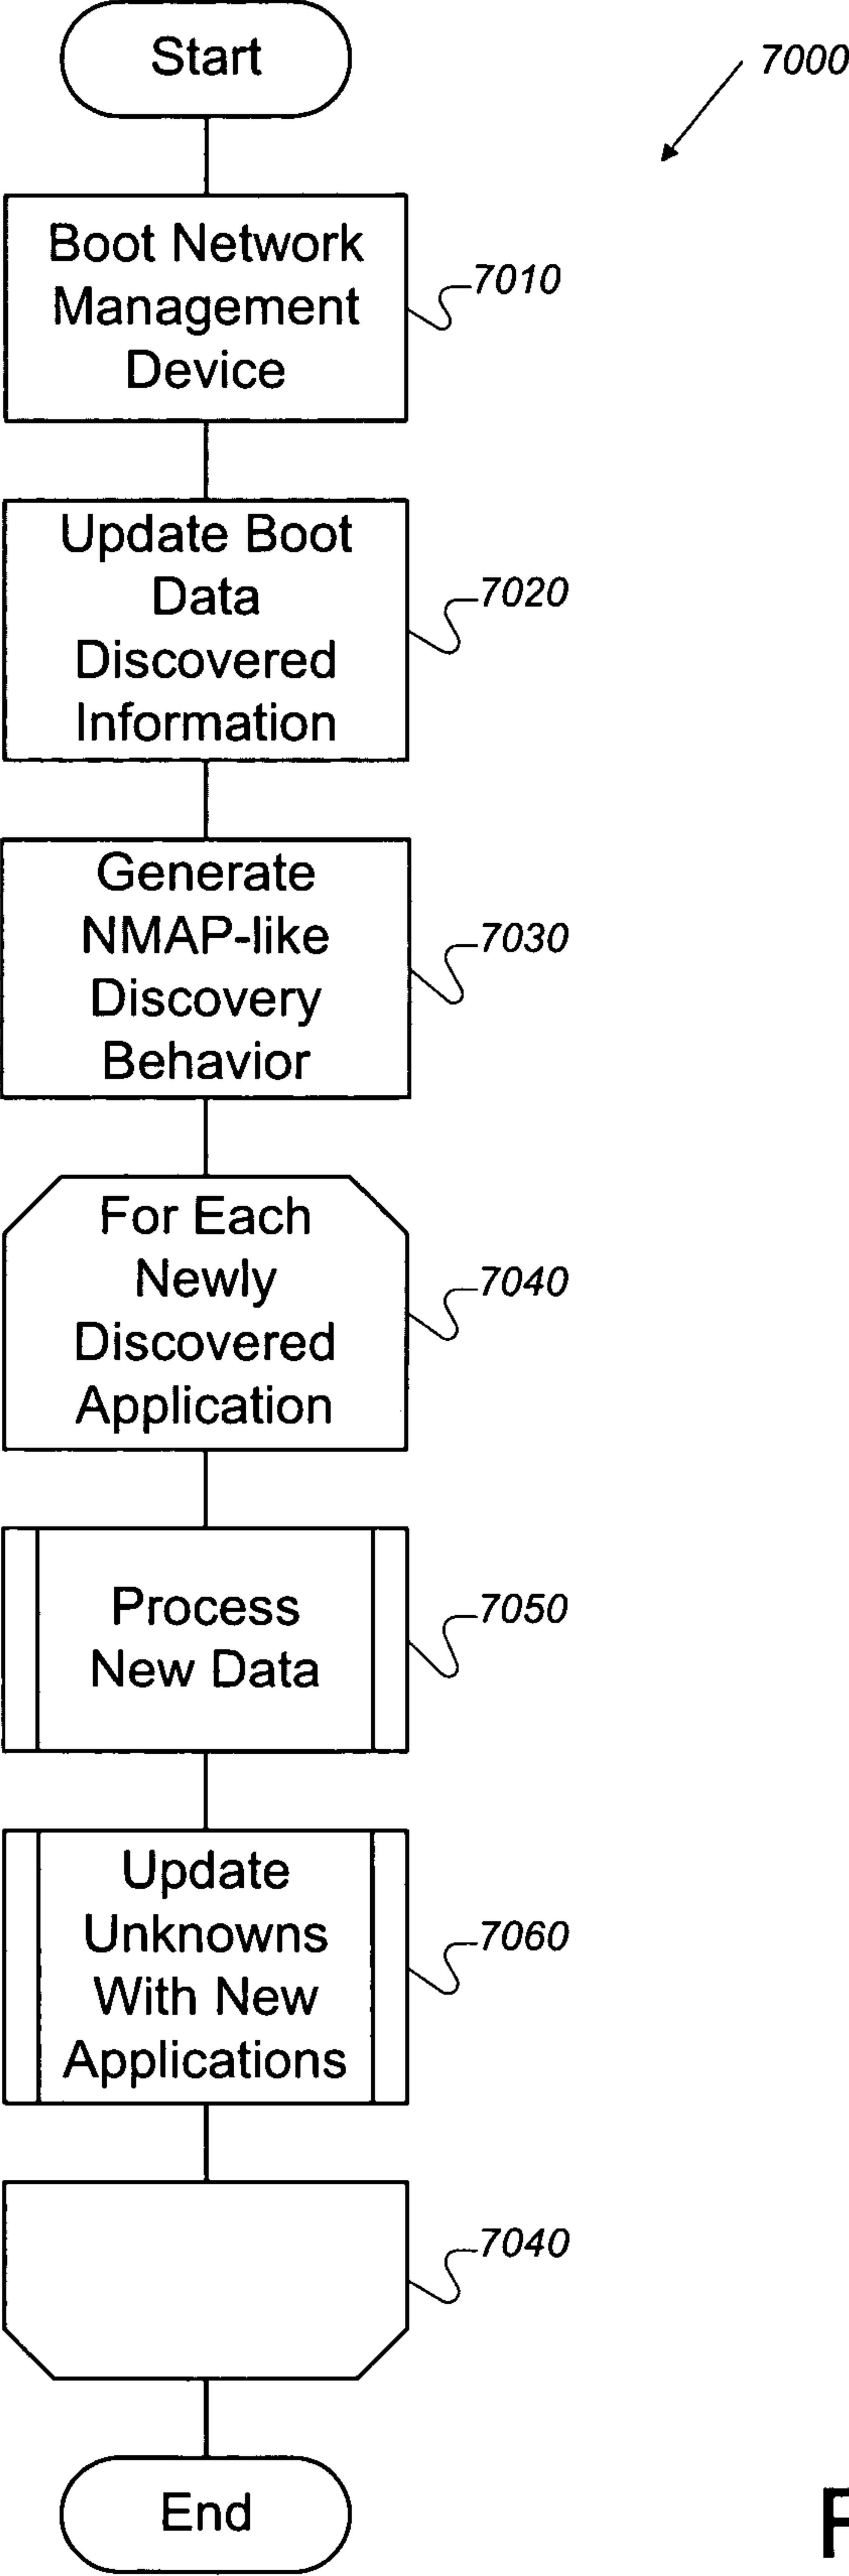 Start
7000
Boot Network
Management
Device
7010
Update Boot
Data
Discovered
Information
7020
Generate
NMAP-like
Discovery
Behavior
7030
For Each
Newly
Discovered
Application
7040
Process
New Data
7050
Update
Unknowns
With New
Applications
7060
7040
End